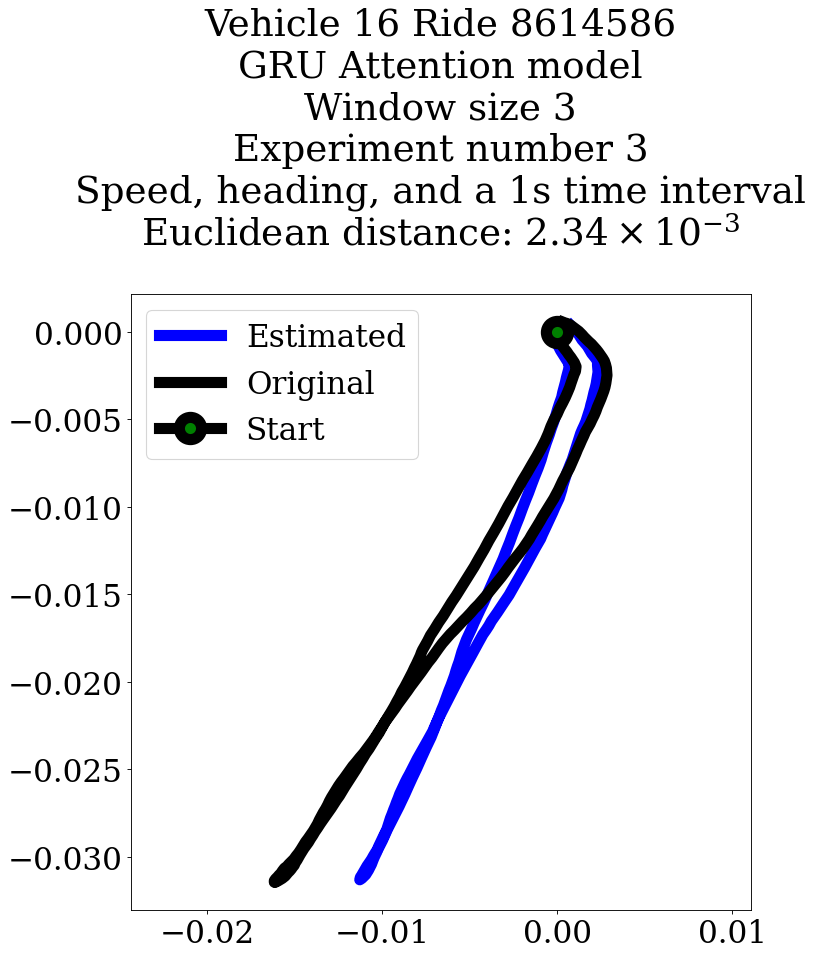 Vehicle 16 Ride 8614586
GRU Attention model
Window size 3
Experiment number 3
Speed, heading, and a 1s time interval
Euclidean distance: 2.34 × 10⁻³
Estimated
Original
Start
0.000
−0.005
−0.010
−0.015
−0.020
−0.025
−0.030
−0.02 −0.01 0.00 0.01